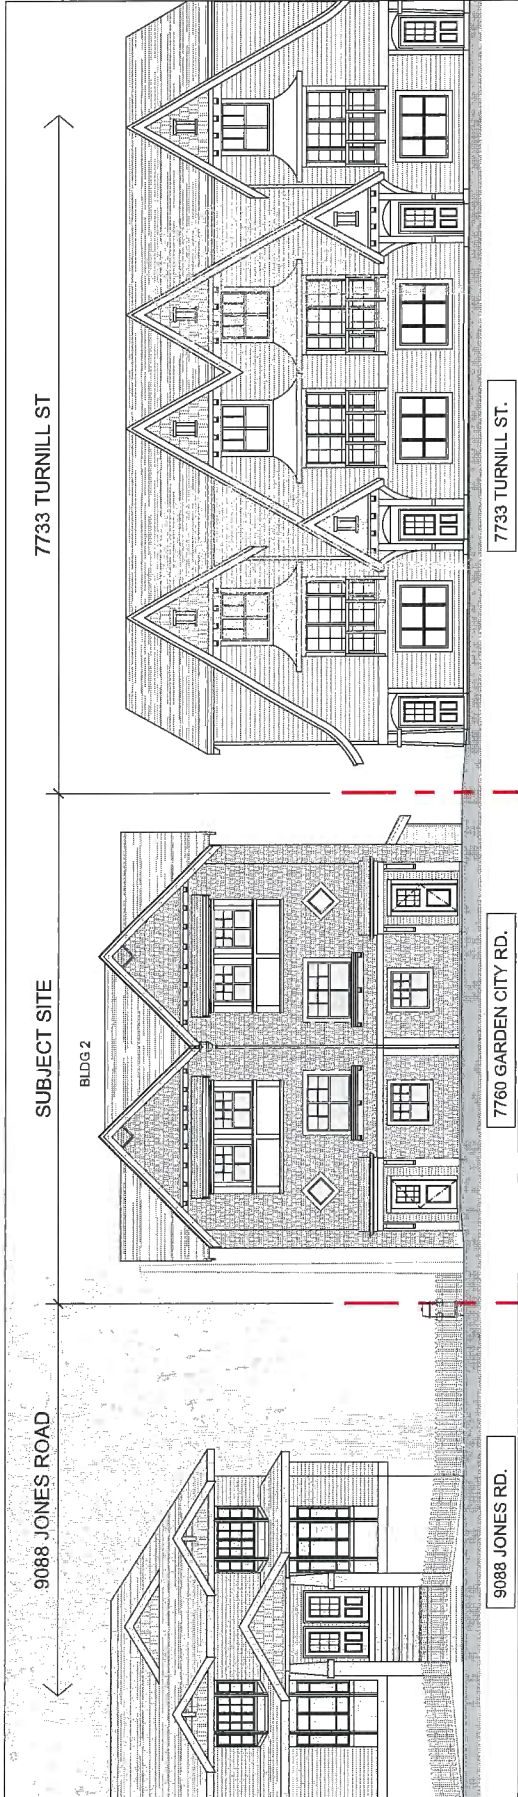 9088 JONES ROAD
SUBJECT SITE
7733 TURNILL ST
BLDG 2
9088 JONES RD.
7760 GARDEN CITY RD.
7733 TURNILL ST.